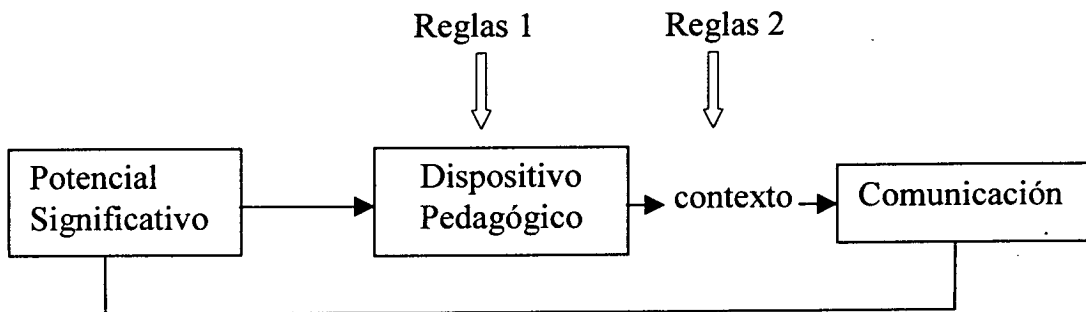 Reglas 1
Reglas 2
Potencial
Significativo
Dispositivo
Pedagógico
contexto
Comunicación